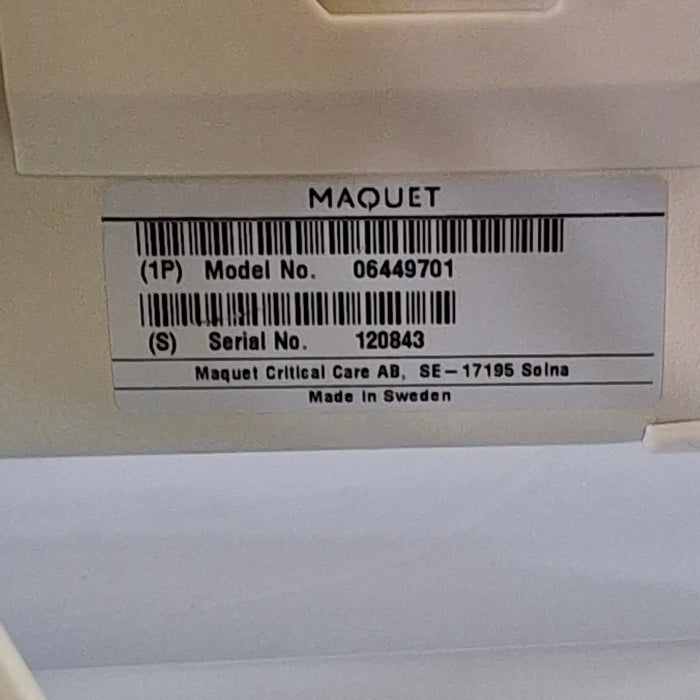 MAQUET
(1P) Model No. 06449701
(S) Serial No. 120843
Maquet Critical Care AB, SE-17195 Solna
Made in Sweden